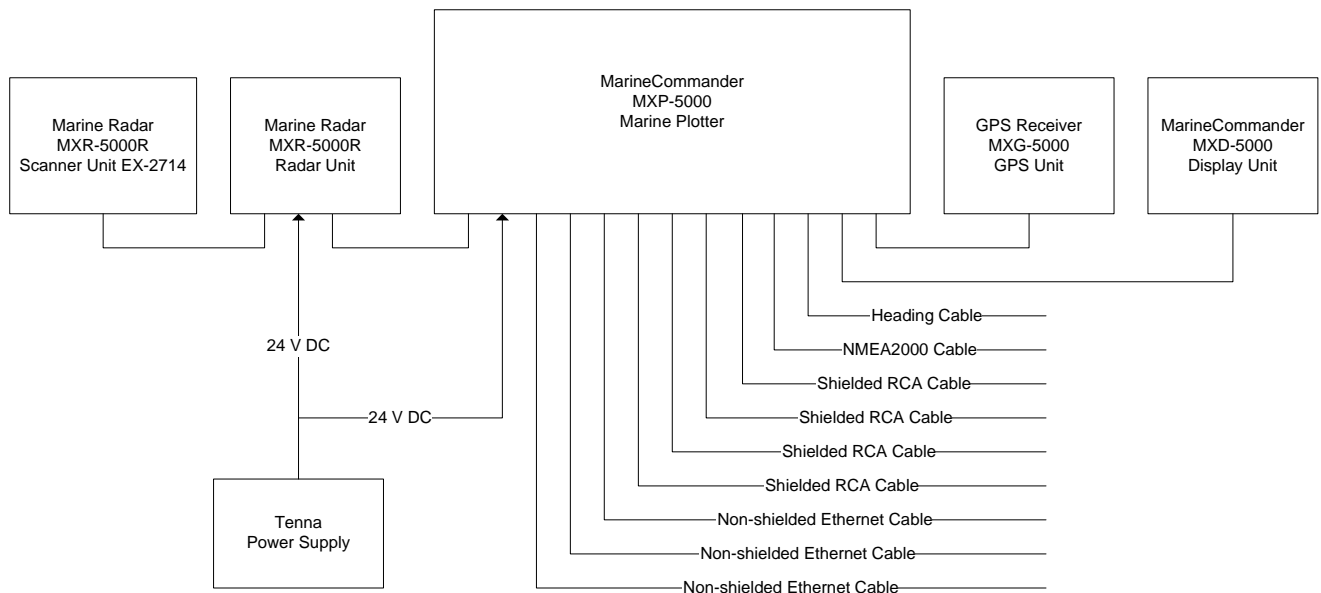 MarineCommander
MXP-5000
Marine Plotter
Marine Radar
MXR-5000R
Scanner Unit EX-2714
Marine Radar
MXR-5000R
Radar Unit
GPS Receiver
MXG-5000
GPS Unit
MarineCommander
MXD-5000
Display Unit
Heading Cable
24 V DC
NMEA2000 Cable
Shielded RCA Cable
24 V DC
Shielded RCA Cable
Shielded RCA Cable
Shielded RCA Cable
Tenna
Power Supply
Non-shielded Ethernet Cable
Non-shielded Ethernet Cable
Non-shielded Ethernet Cable